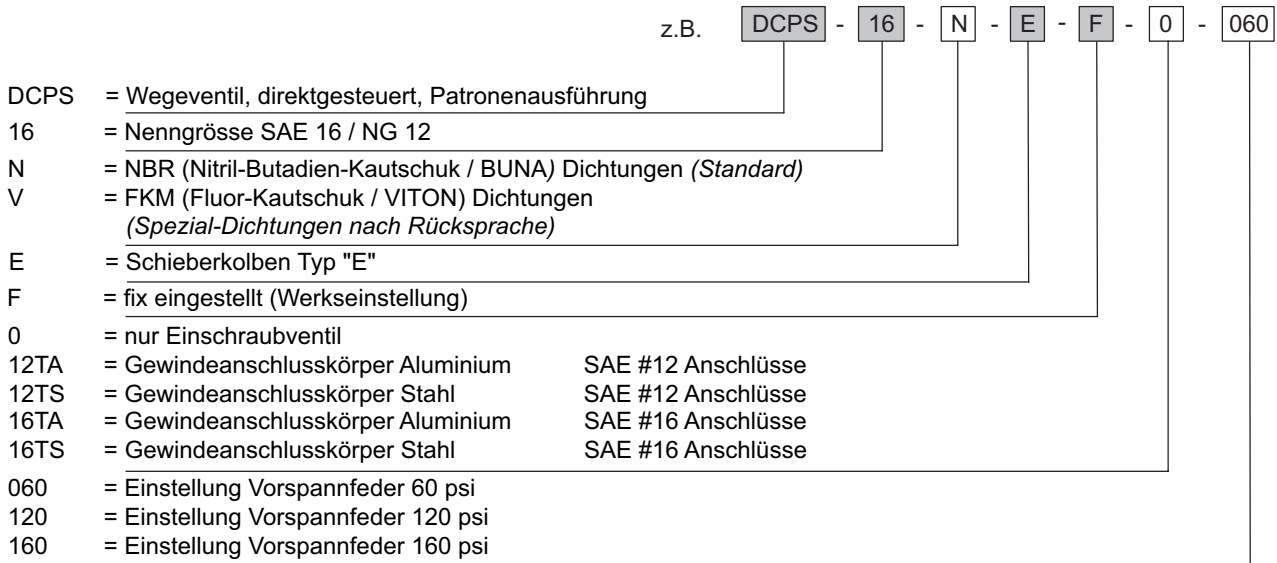 z.B. DCPS - 16 - N - E - F - 0 - 060
DCPS = Wegeventil, direktgesteuert, Patronenausführung
16 = Nenngrösse SAE 16 / NG 12
N = NBR (Nitril-Butadien-Kautschuk / BUNA) Dichtungen (Standard)
V = FKM (Fluor-Kautschuk / VITON) Dichtungen
(Spezial-Dichtungen nach Rücksprache)
E = Schieberkolben Typ "E"
F = fix eingestellt (Werkseinstellung)
0 = nur Einschraubventil
12TA = Gewindeanschlusskörper Aluminium SAE #12 Anschlüsse
12TS = Gewindeanschlusskörper Stahl SAE #12 Anschlüsse
16TA = Gewindeanschlusskörper Aluminium SAE #16 Anschlüsse
16TS = Gewindeanschlusskörper Stahl SAE #16 Anschlüsse
060 = Einstellung Vorspannfeder 60 psi
120 = Einstellung Vorspannfeder 120 psi
160 = Einstellung Vorspannfeder 160 psi